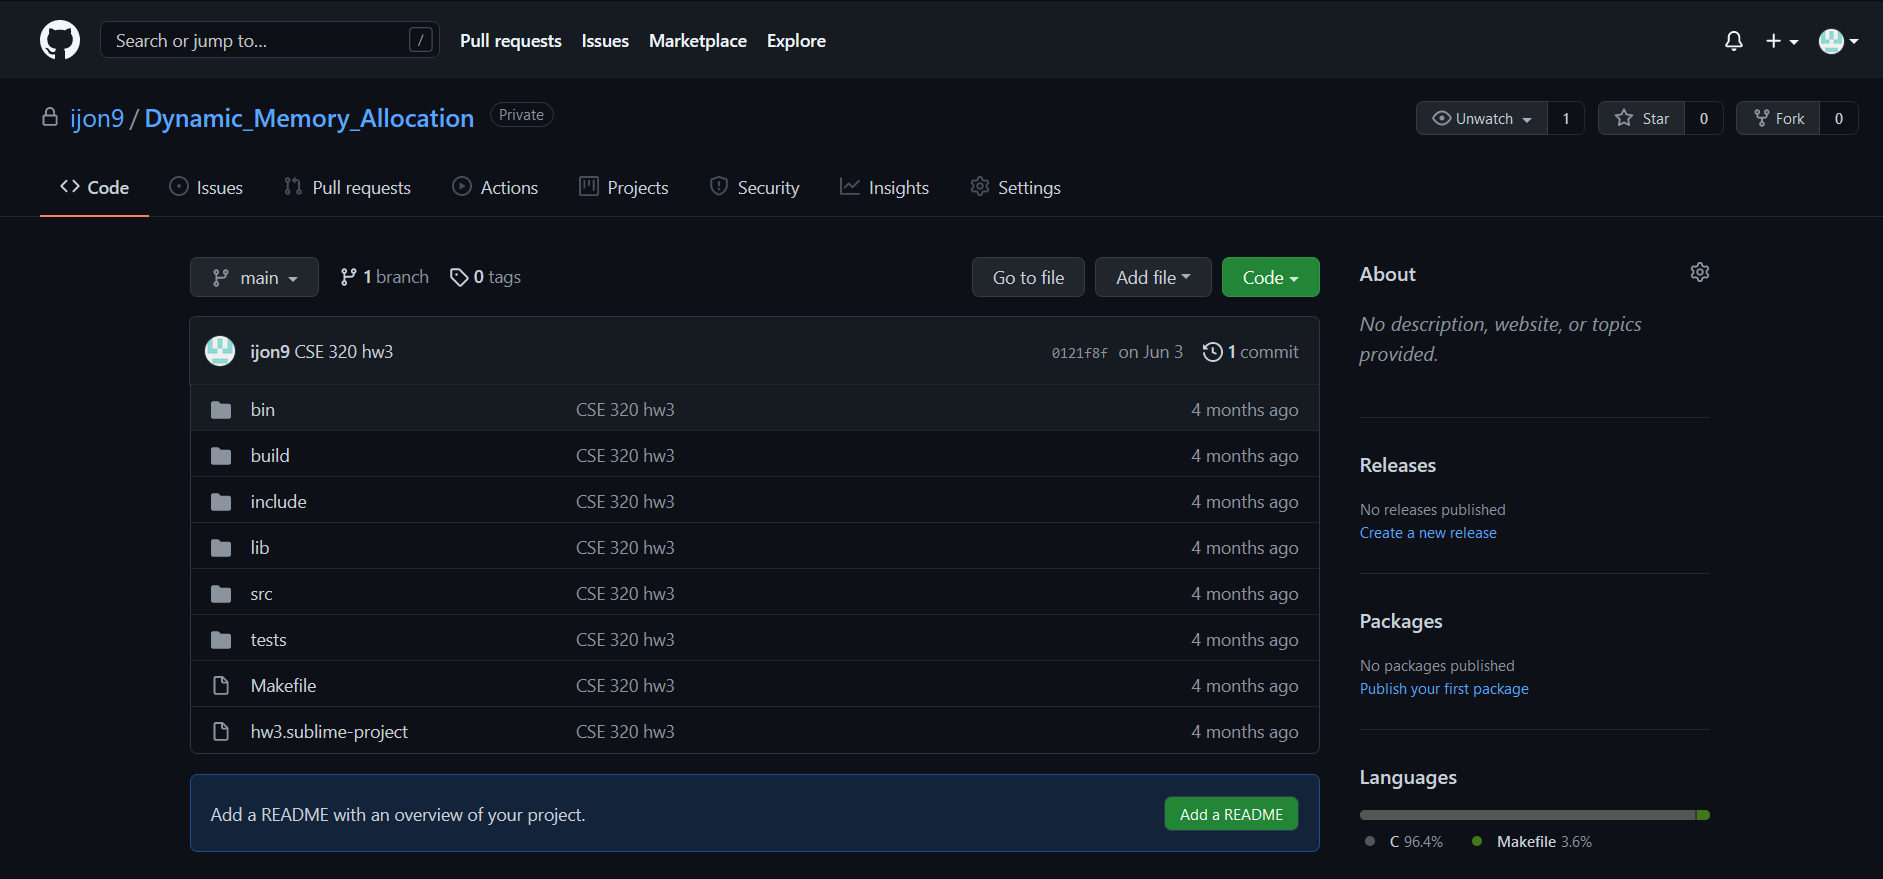 Search or jump to... / Pull requests Issues Marketplace Explore
ijon9 / Dynamic_Memory_Allocation Private Unwatch 1 Star 0 Fork 0
Code Issues Pull requests Actions Projects Security Insights Settings
main 1 branch 0 tags Go to file Add file Code
ijon9 CSE 320 hw3 0121f8f on Jun 3 1 commit
bin CSE 320 hw3 4 months ago
build CSE 320 hw3 4 months ago
include CSE 320 hw3 4 months ago
lib CSE 320 hw3 4 months ago
src CSE 320 hw3 4 months ago
tests CSE 320 hw3 4 months ago
Makefile CSE 320 hw3 4 months ago
hw3.sublime-project CSE 320 hw3 4 months ago
Add a README with an overview of your project. Add a README
About
No description, website, or topics
provided.
Releases
No releases published
Create a new release
Packages
No packages published
Publish your first package
Languages
C 96.4% Makefile 3.6%